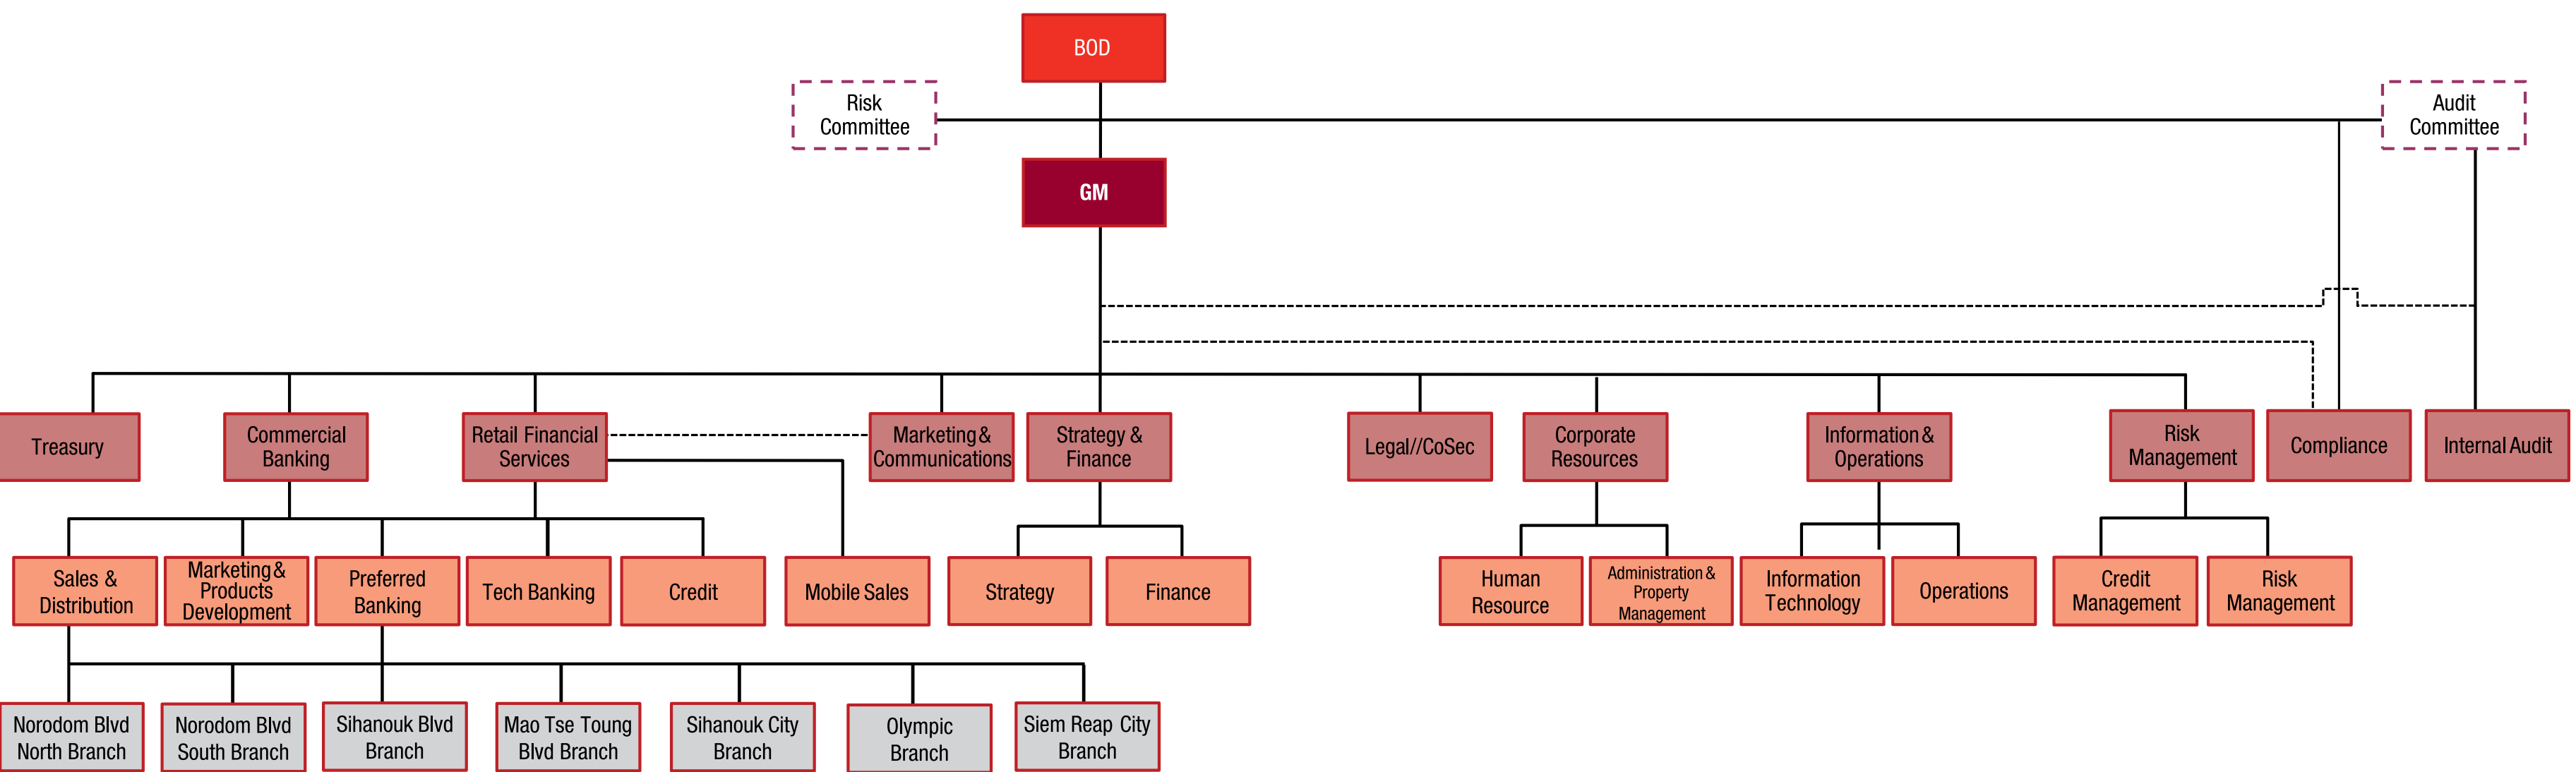 BOD
Risk
Committee
Audit
Committee
GM
Treasury
Commercial
Banking
Retail Financial
Services
Marketing &
Communications
Strategy &
Finance
Legal//CoSec
Corporate
Resources
Information &
Operations
Risk
Management
Compliance
Internal Audit
Sales &
Distribution
Marketing &
Products
Development
Preferred
Banking
Tech Banking
Credit
Mobile Sales
Strategy
Finance
Human
Resource
Administration &
Property
Management
Information
Technology
Operations
Credit
Management
Risk
Management
Norodom Blvd
North Branch
Norodom Blvd
South Branch
Sihanouk Blvd
Branch
Mao Tse Toung
Blvd Branch
Sihanouk City
Branch
Olympic
Branch
Siem Reap City
Branch